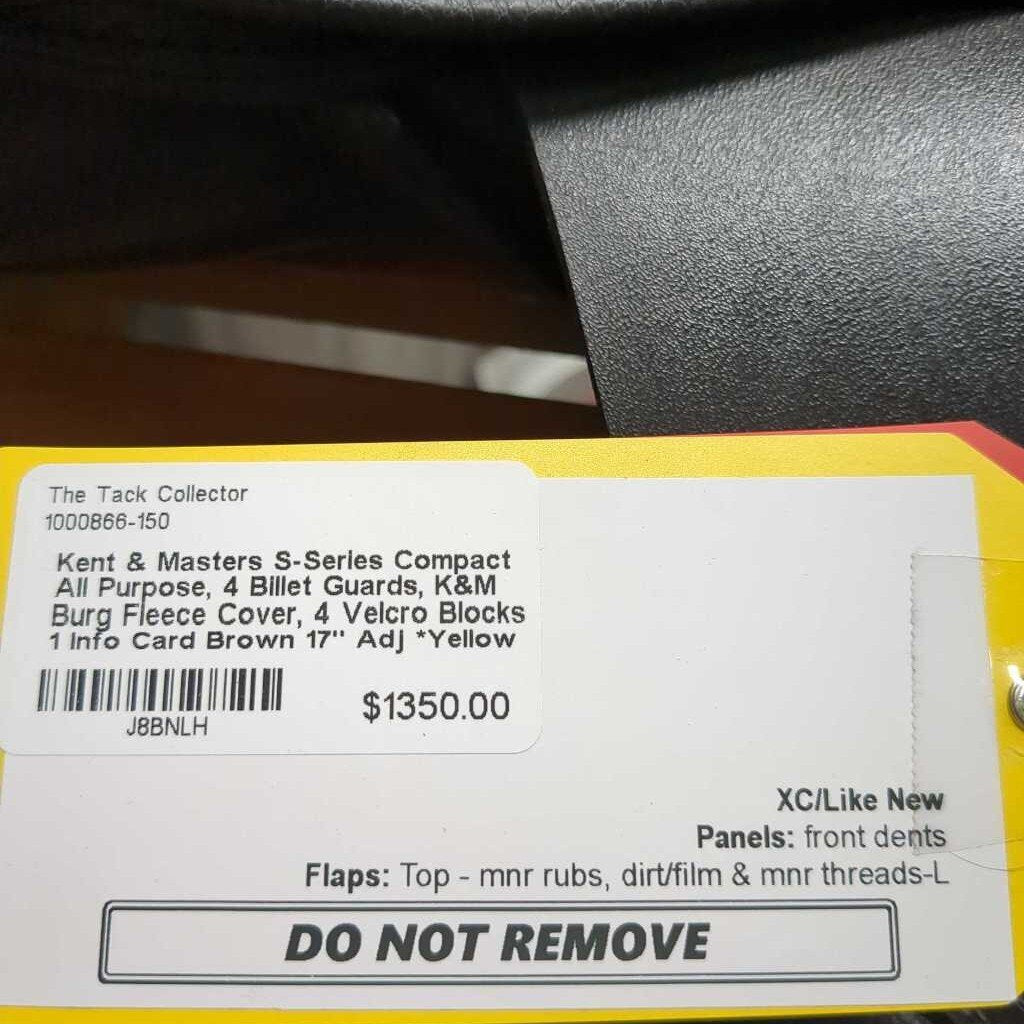 The Tack Collector
1000866-150
Kent & Masters S-Series Compact
All Purpose, 4 Billet Guards, K&M
Burg Fleece Cover, 4 Velcro Blocks
1 Info Card Brown 17" Adj *Yellow
$1350.00
J8BNLH
XC/Like New
Panels: front dents
Flaps: Top - mnr rubs, dirt/film & mnr threads-L
DO NOT REMOVE